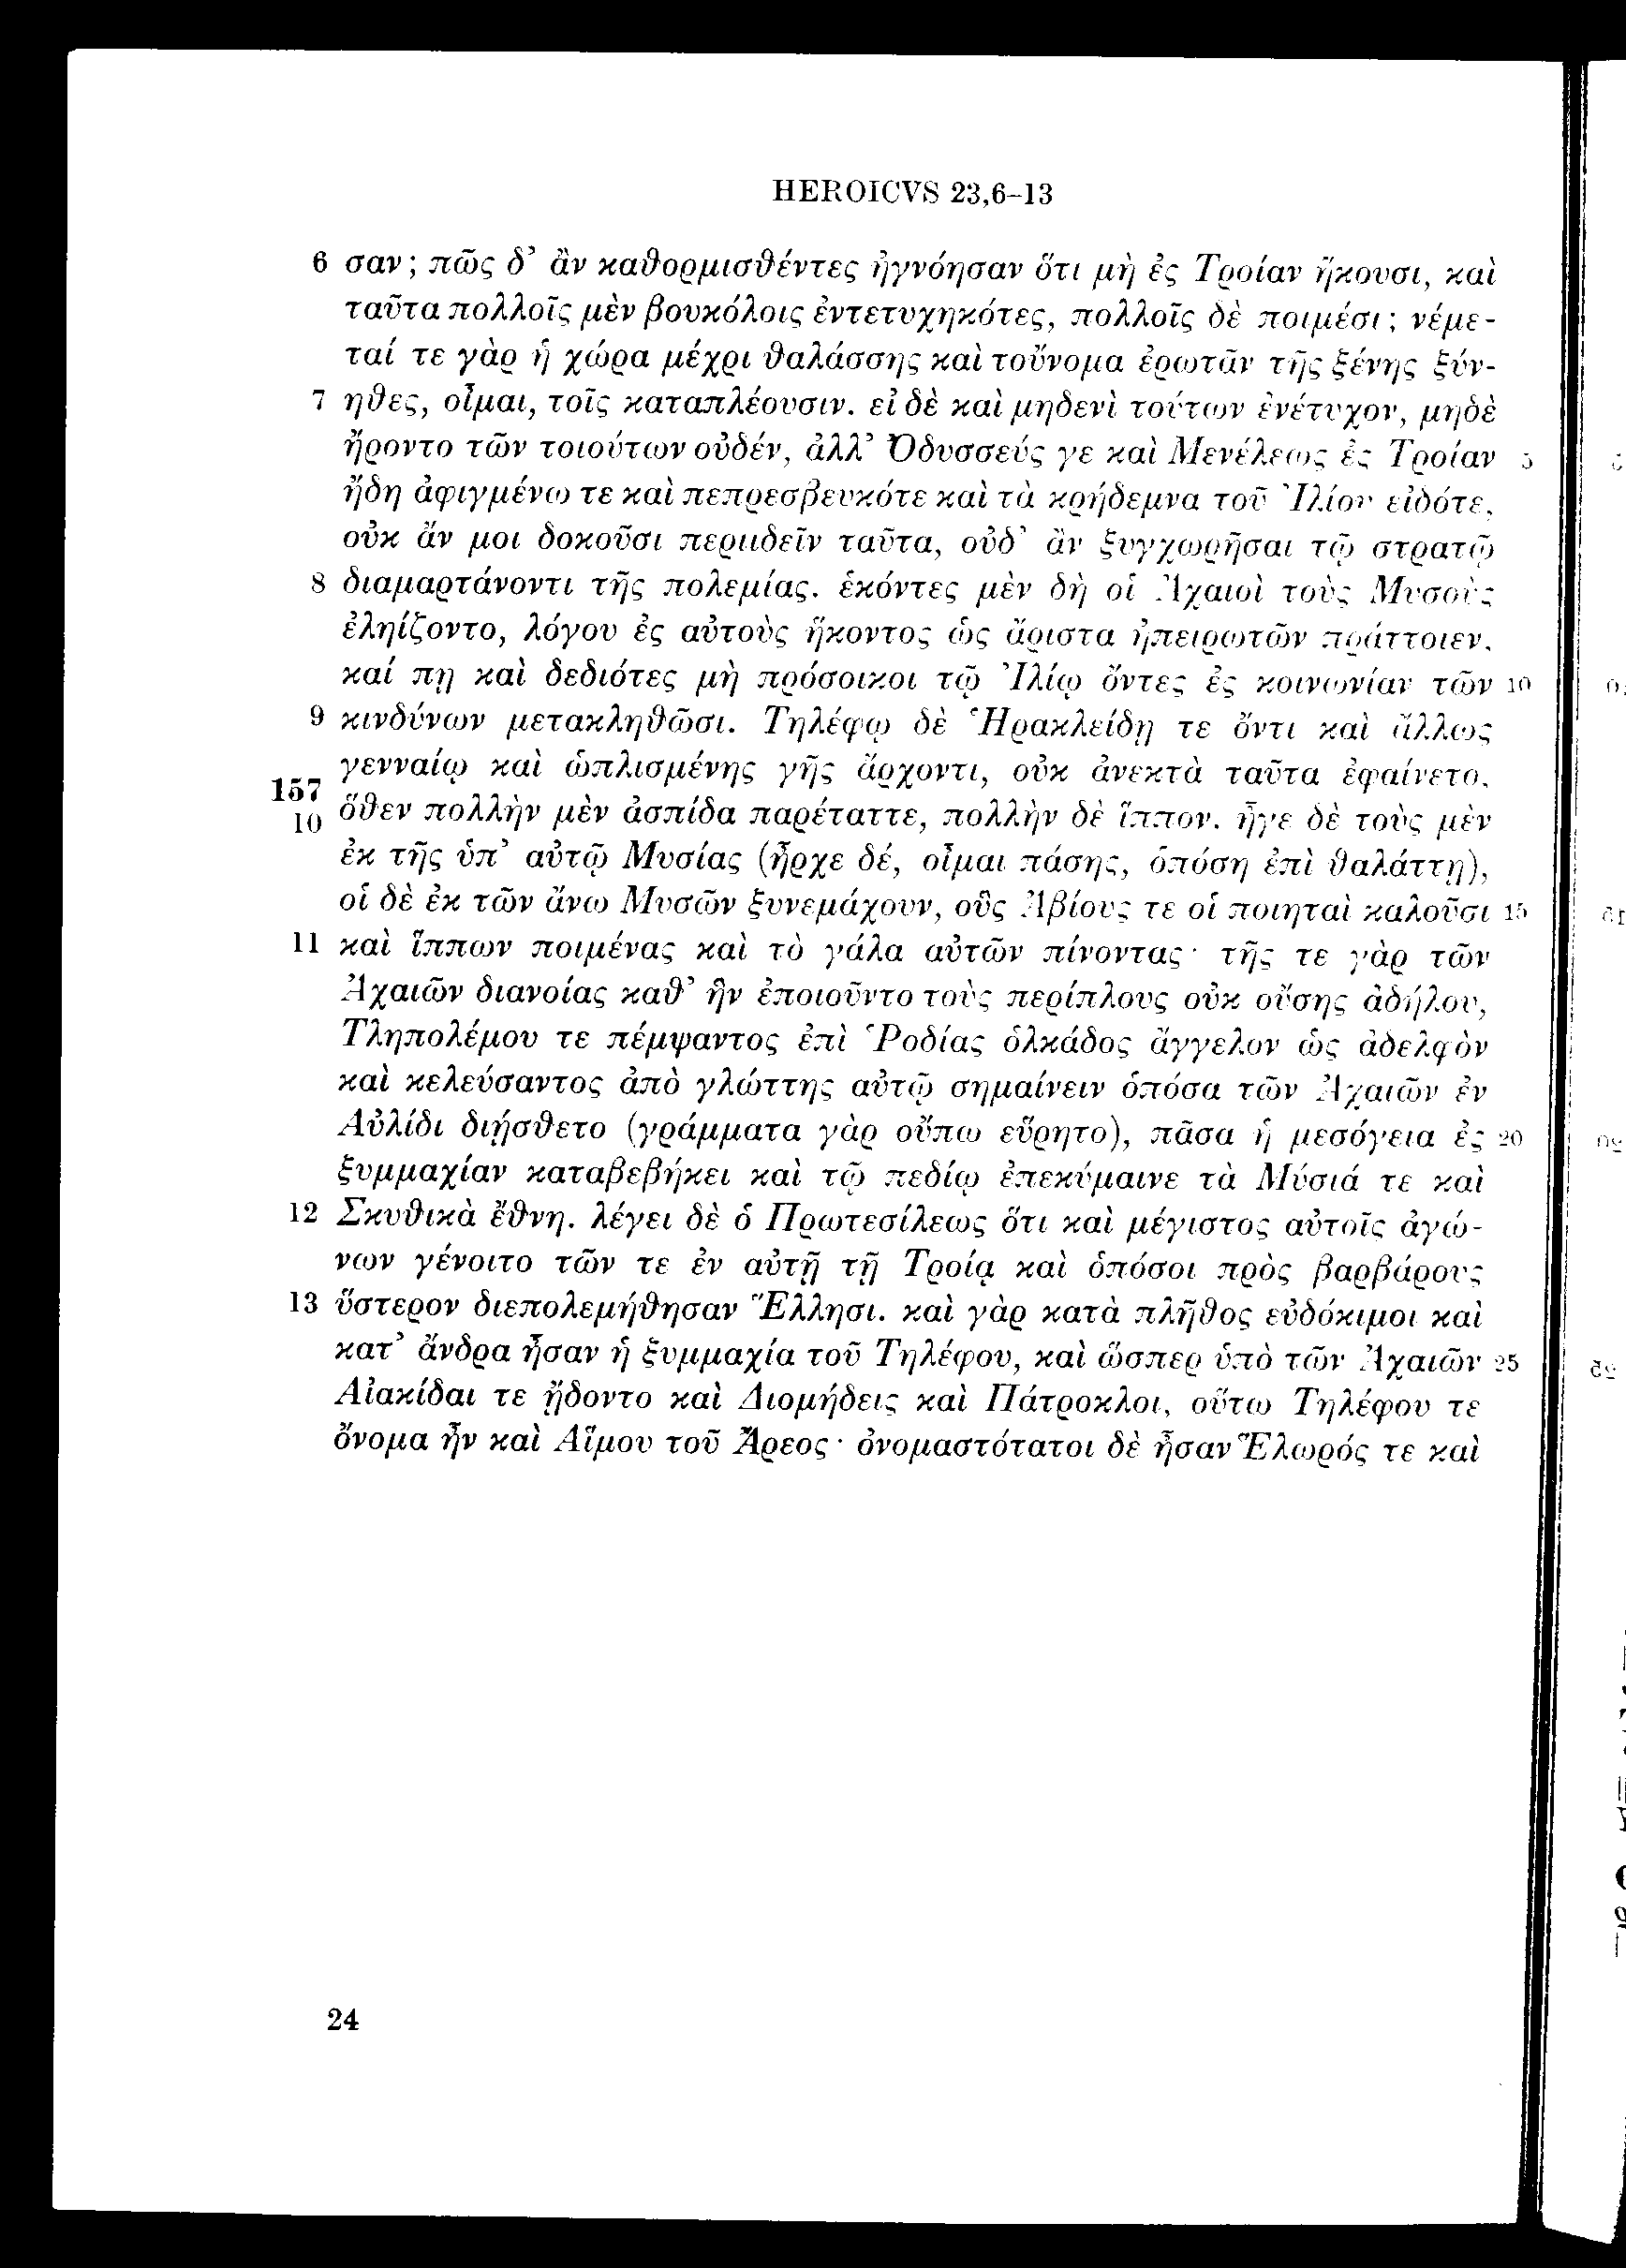 HEROICVS 23,6–13
6 σαν; πῶς δ’ ἂν καθορμισθέντες ἠγνόησαν ὅτι μὴ ἐς Τροίαν ἥκουσι, καὶ
ταῦτα πολλοῖς μὲν βουκόλοις ἐντετυχηκότες, πολλοῖς δὲ ποιμέσι; νέμε-
ταί τε γὰρ ἡ χώρα μέχρι θαλάσσης καὶ τοὔνομα ἐρωτᾶν τῆς ξένης ξύν-
7 ηθες, οἶμαι, τοῖς καταπλέουσιν. εἰ δὲ καὶ μηδενὶ τούτων ἐνέτυχον, μηδὲ
ἤροντο τῶν τοιούτων οὐδέν, ἀλλ’ Ὀδυσσεύς γε καὶ Μενέλεως ἐς Τροίαν 5
ἤδη ἀφιγμένω τε καὶ πεπρεσβευκότε καὶ τὰ κρήδεμνα τοῦ Ἰλίου εἰδότε,
οὐκ ἄν μοι δοκοῦσι περιιδεῖν ταῦτα, οὐδ’ ἂν ξυγχωρῆσαι τῷ στρατῷ
8 διαμαρτάνοντι τῆς πολεμίας. ἑκόντες μὲν δὴ οἱ Ἀχαιοὶ τοὺς Μυσοὺς
ἐληίζοντο, λόγου ἐς αὐτοὺς ἥκοντος ὡς ἄριστα ἠπειρωτῶν πράττοιεν,
καί πῃ καὶ δεδιότες μὴ πρόσοικοι τῷ Ἰλίῳ ὄντες ἐς κοινωνίαν τῶν 10
9 κινδύνων μετακληθῶσι. Τηλέφῳ δὲ Ἡρακλείδῃ τε ὄντι καὶ ἄλλως
γενναίῳ καὶ ὡπλισμένης γῆς ἄρχοντι, οὐκ ἀνεκτὰ ταῦτα ἐφαίνετο.
157
10 ὅθεν πολλὴν μὲν ἀσπίδα παρέταττε, πολλὴν δὲ ἵππον. ἦγε δὲ τοὺς μὲν
ἐκ τῆς ὑπ’ αὐτῷ Μυσίας (ἦρχε δέ, οἶμαι πάσης, ὁπόση ἐπὶ θαλάττῃ),
οἱ δὲ ἐκ τῶν ἄνω Μυσῶν ξυνεμάχουν, οὓς Ἀβίους τε οἱ ποιηταὶ καλοῦσι 15
11 καὶ ἵππων ποιμένας καὶ τὸ γάλα αὐτῶν πίνοντας· τῆς τε γὰρ τῶν
Ἀχαιῶν διανοίας καθ’ ἣν ἐποιοῦντο τοὺς περίπλους οὐκ οὔσης ἀδήλου,
Τληπολέμου τε πέμψαντος ἐπὶ Ῥοδίας ὁλκάδος ἄγγελον ὡς ἀδελφὸν
καὶ κελεύσαντος ἀπὸ γλώττης αὐτῷ σημαίνειν ὁπόσα τῶν Ἀχαιῶν ἐν
Αὐλίδι διῄσθετο (γράμματα γὰρ οὔπω εὕρητο), πᾶσα ἡ μεσόγεια ἐς 20
ξυμμαχίαν καταβεβήκει καὶ τῷ πεδίῳ ἐπεκύμαινε τὰ Μύσιά τε καὶ
12 Σκυθικὰ ἔθνη. λέγει δὲ ὁ Πρωτεσίλεως ὅτι καὶ μέγιστος αὐτοῖς ἀγώ-
νων γένοιτο τῶν τε ἐν αὐτῇ τῇ Τροίᾳ καὶ ὁπόσοι πρὸς βαρβάρους
13 ὕστερον διεπολεμήθησαν Ἕλλησι. καὶ γὰρ κατὰ πλῆθος εὐδόκιμοι καὶ
κατ’ ἄνδρα ἦσαν ἡ ξυμμαχία τοῦ Τηλέφου, καὶ ὥσπερ ὑπὸ τῶν Ἀχαιῶν 25
Αἰακίδαι τε ᾔδοντο καὶ Διομήδεις καὶ Πάτροκλοι, οὕτω Τηλέφου τε
ὄνομα ἦν καὶ Αἵμου τοῦ Ἄρεος· ὀνομαστότατοι δὲ ἦσαν Ἕλωρός τε καὶ
24